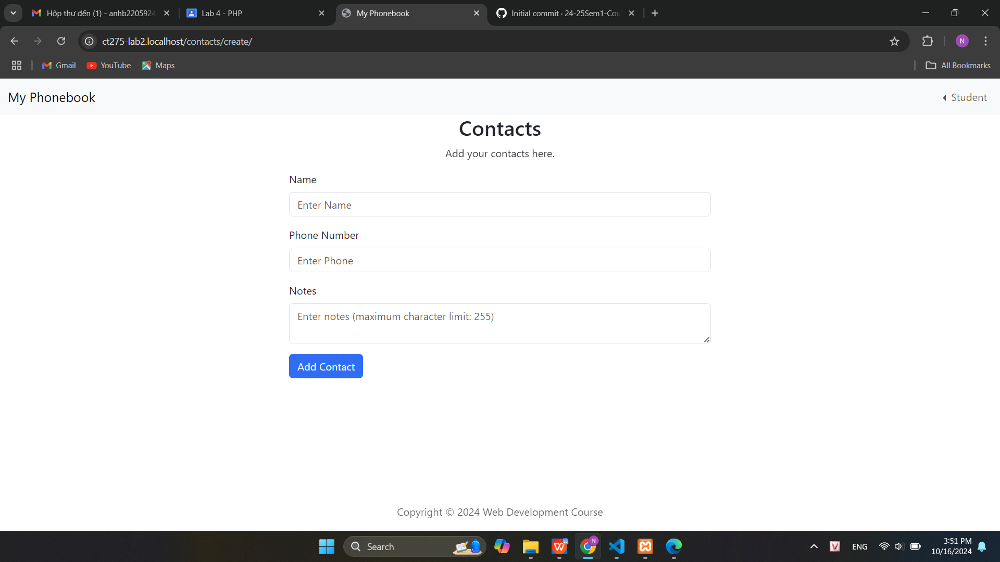 Hộp thư đến (1) - anhb2205924
Lab 4 - PHP
My Phonebook
Initial commit · 24-25Sem1-Cou
ct275-lab2.localhost/contacts/create/
N
Gmail
YouTube
Maps
All Bookmarks
My Phonebook
Student
Contacts
Add your contacts here.
Name
Enter Name
Phone Number
Enter Phone
Notes
Enter notes (maximum character limit: 255)
Add Contact
Copyright © 2024 Web Development Course
Search
N
V
ENG
3:51 PM
10/16/2024